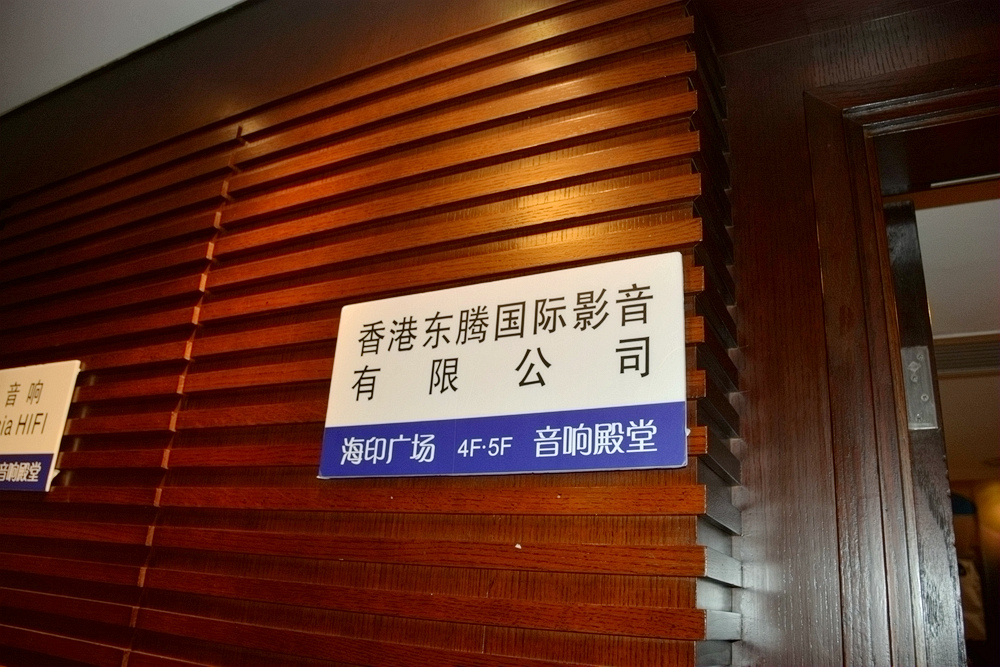 香港东腾国际影音
有限公司
海印广场 4F·5F 音响殿堂
音响
ia HIFI
音响殿堂